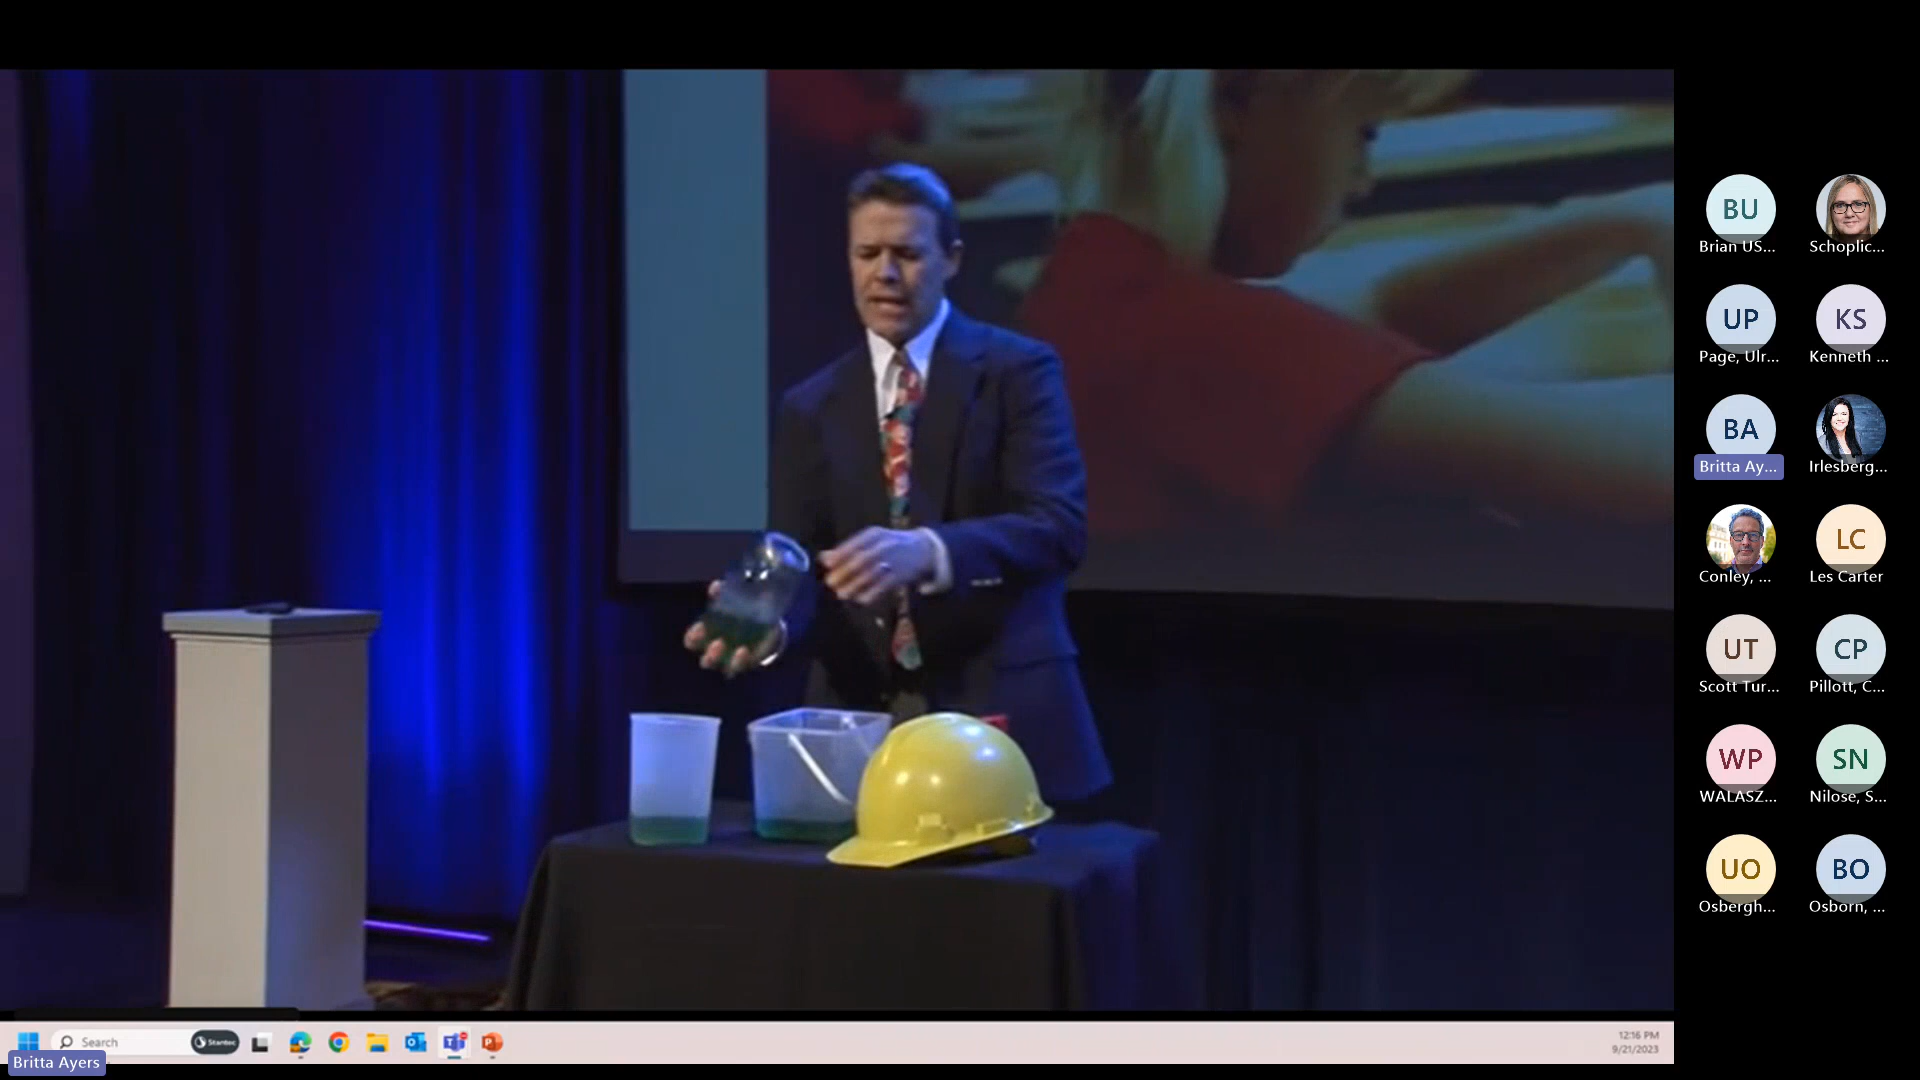 BU
Brian US...
Schoplic...
UP
Page, Ulr...
KS
Kenneth ...
BA
Britta Ay...
Irlesberg...
Conley, ...
LC
Les Carter
UT
Scott Tur...
CP
Pillott, C...
WP
WALASZ...
SN
Nilose, S...
UO
Osbergh...
BO
Osborn, ...
Search
Stantec
12:16 PM
9/21/2023
Britta Ayers